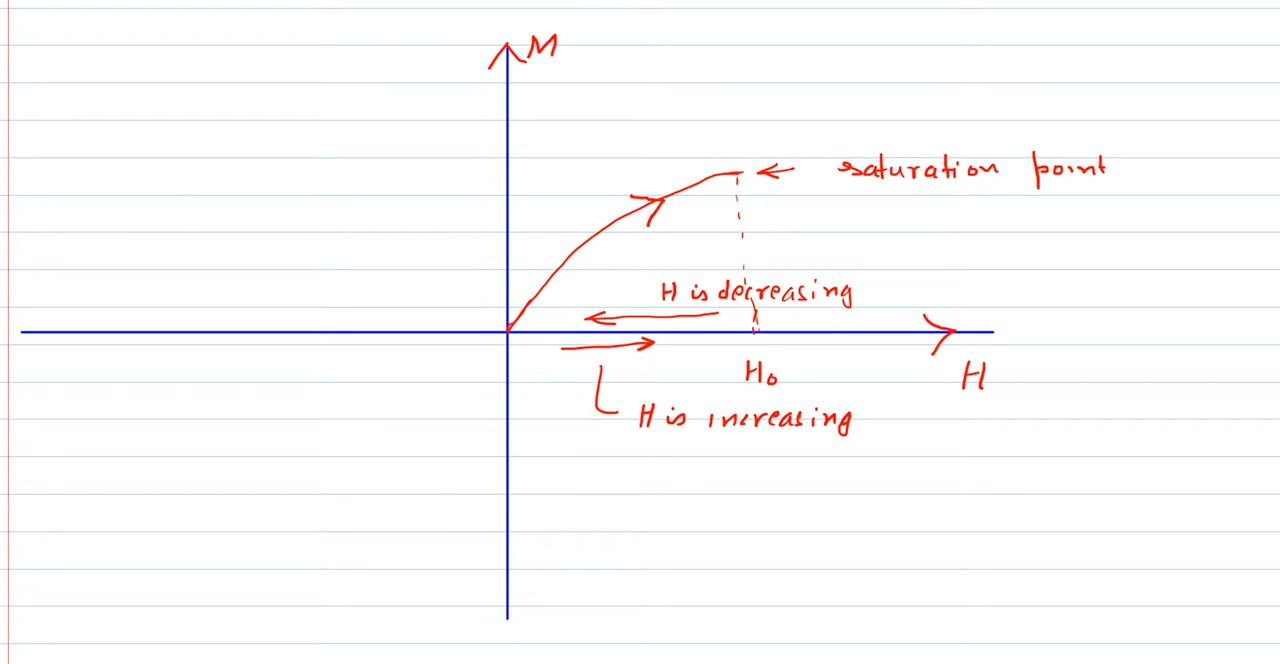 M
saturation point
H is decreasing
H₀
H
H is increasing